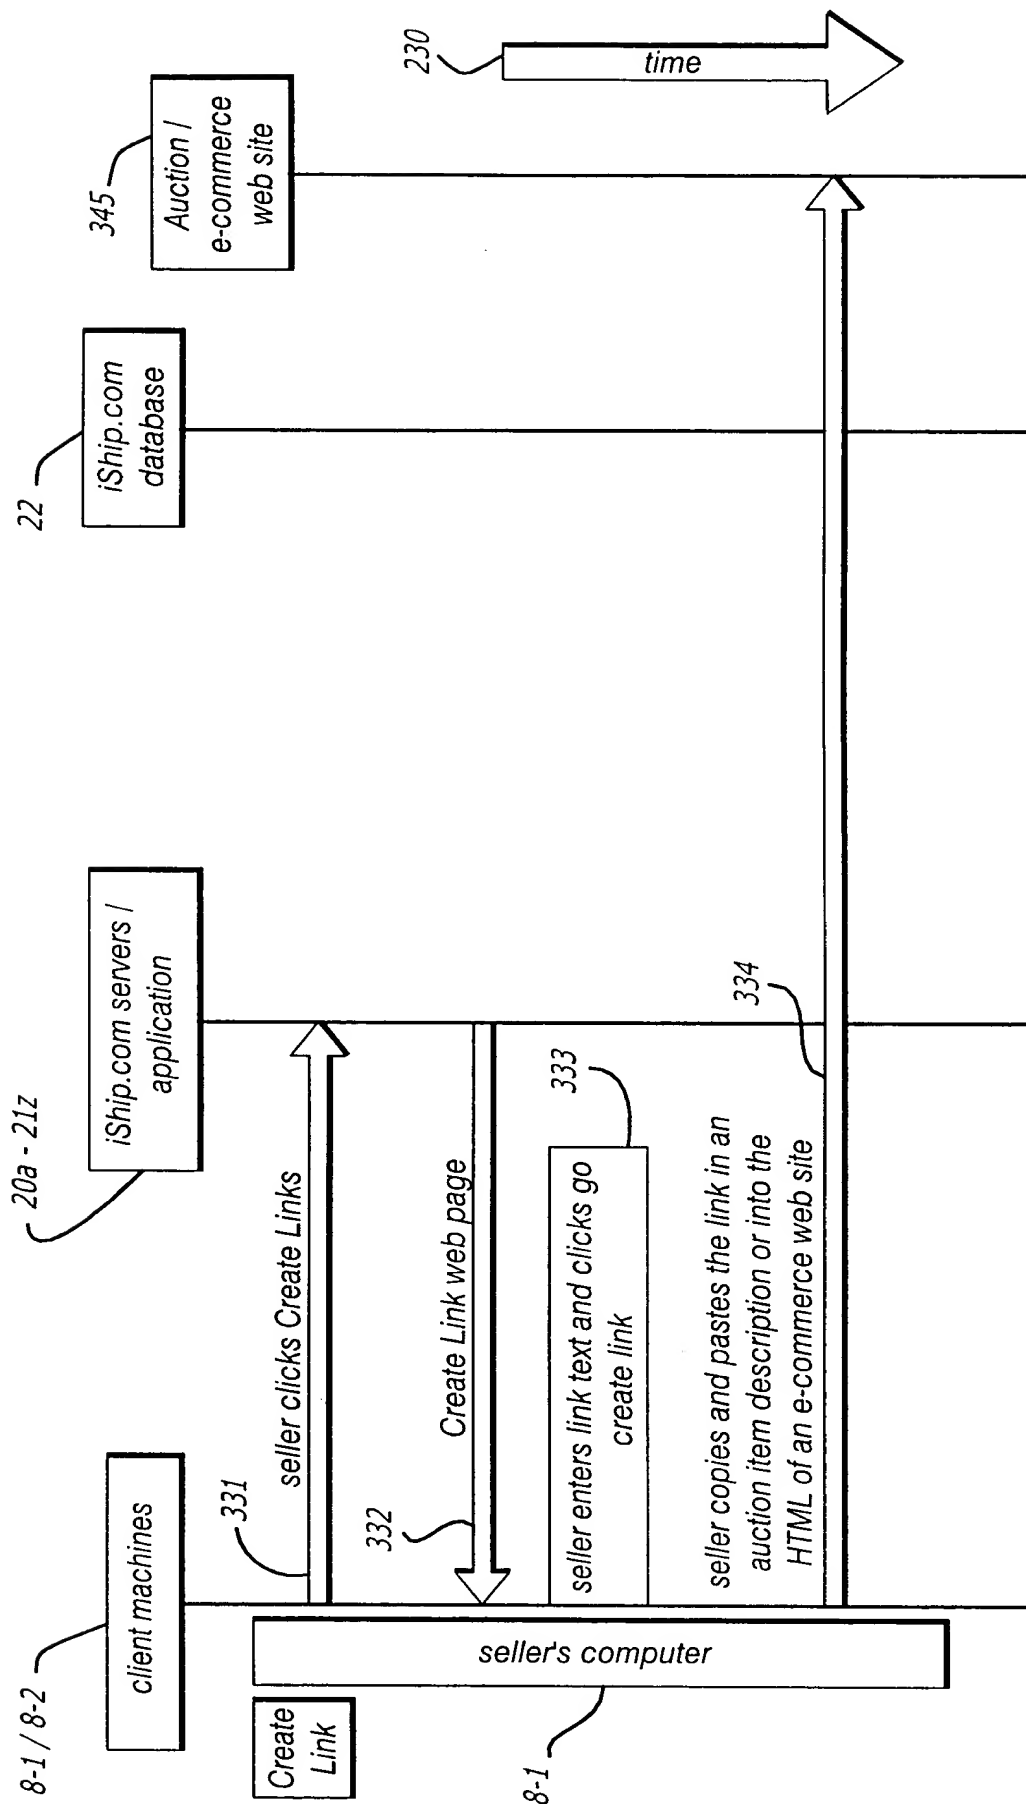 8-1 / 8-2
client machines
20a - 21z
iShip.com servers /
application
22
iShip.com
database
345
Auction /
e-commerce
web site
230
time
Create
Link
8-1
seller's computer
331
seller clicks Create Links
332
Create Link web page
333
seller enters link text and clicks go
create link
334
seller copies and pastes the link in an
auction item description or into the
HTML of an e-commerce web site